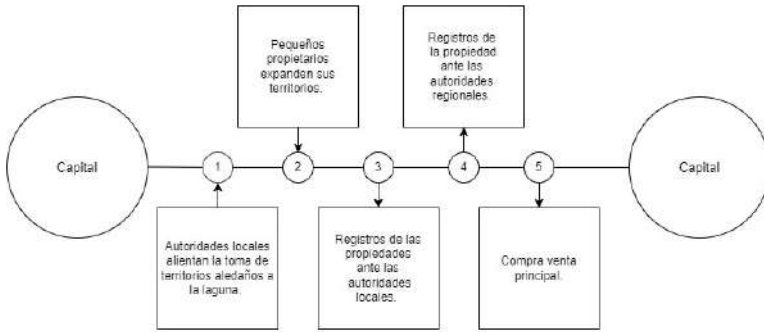 Pequeños
propietarios
expanden sus
territorios.
Registros de
la propiedad
ante las
autoridades
regionales.
Capital
1
2
3
4
5
Capital
Autoridades locales
alientan la toma de
territorios aledaños a
la laguna.
Registros de las
propiedades
ante las
autoridades
locales.
Compra venta
principal.